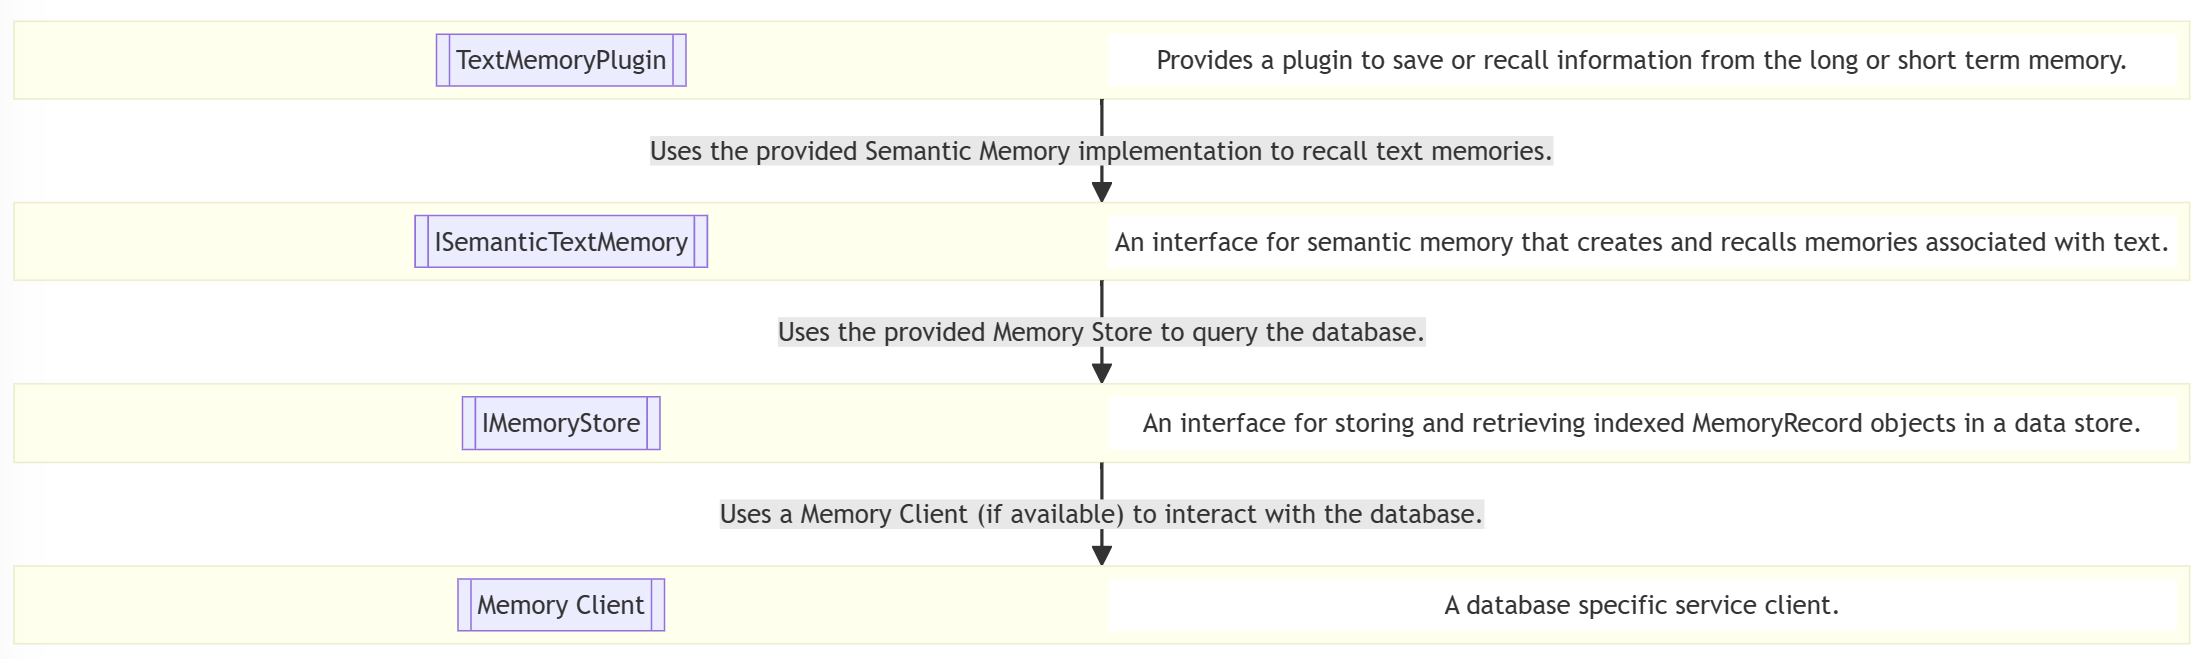 TextMemoryPlugin
Provides a plugin to save or recall information from the long or short term memory.
Uses the provided Semantic Memory implementation to recall text memories.
ISemanticTextMemory
An interface for semantic memory that creates and recalls memories associated with text.
Uses the provided Memory Store to query the database.
IMemoryStore
An interface for storing and retrieving indexed MemoryRecord objects in a data store.
Uses a Memory Client (if available) to interact with the database.
Memory Client
A database specific service client.